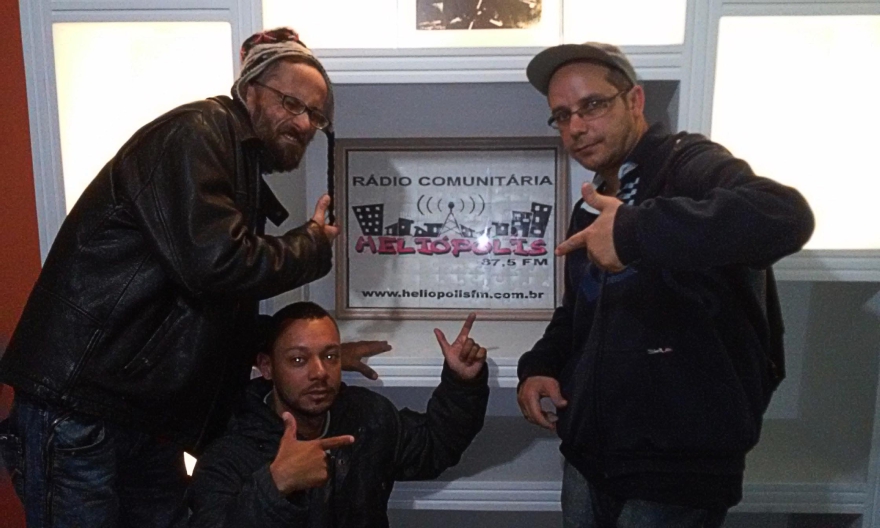 RÁDIO COMUNITÁRIA
HELIÓPOLIS
87,5 FM
www.heliopolisfm.com.br